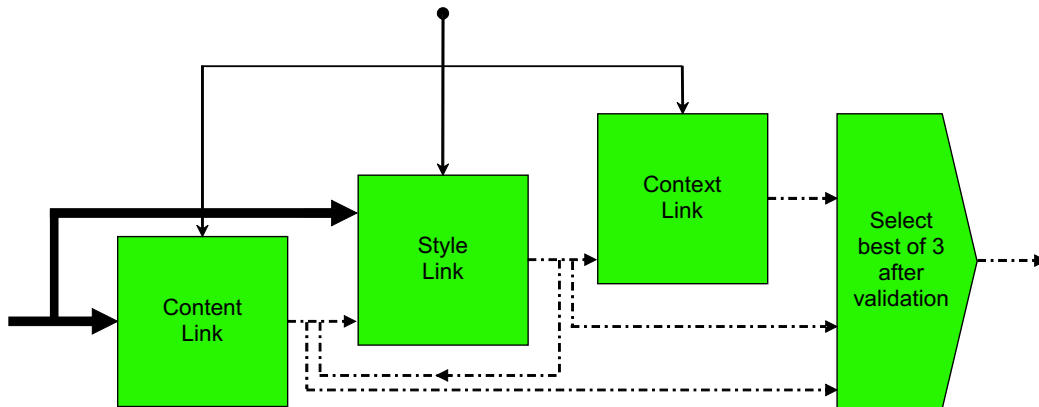 Content
Link
Style
Link
Context
Link
Select
best of 3
after
validation